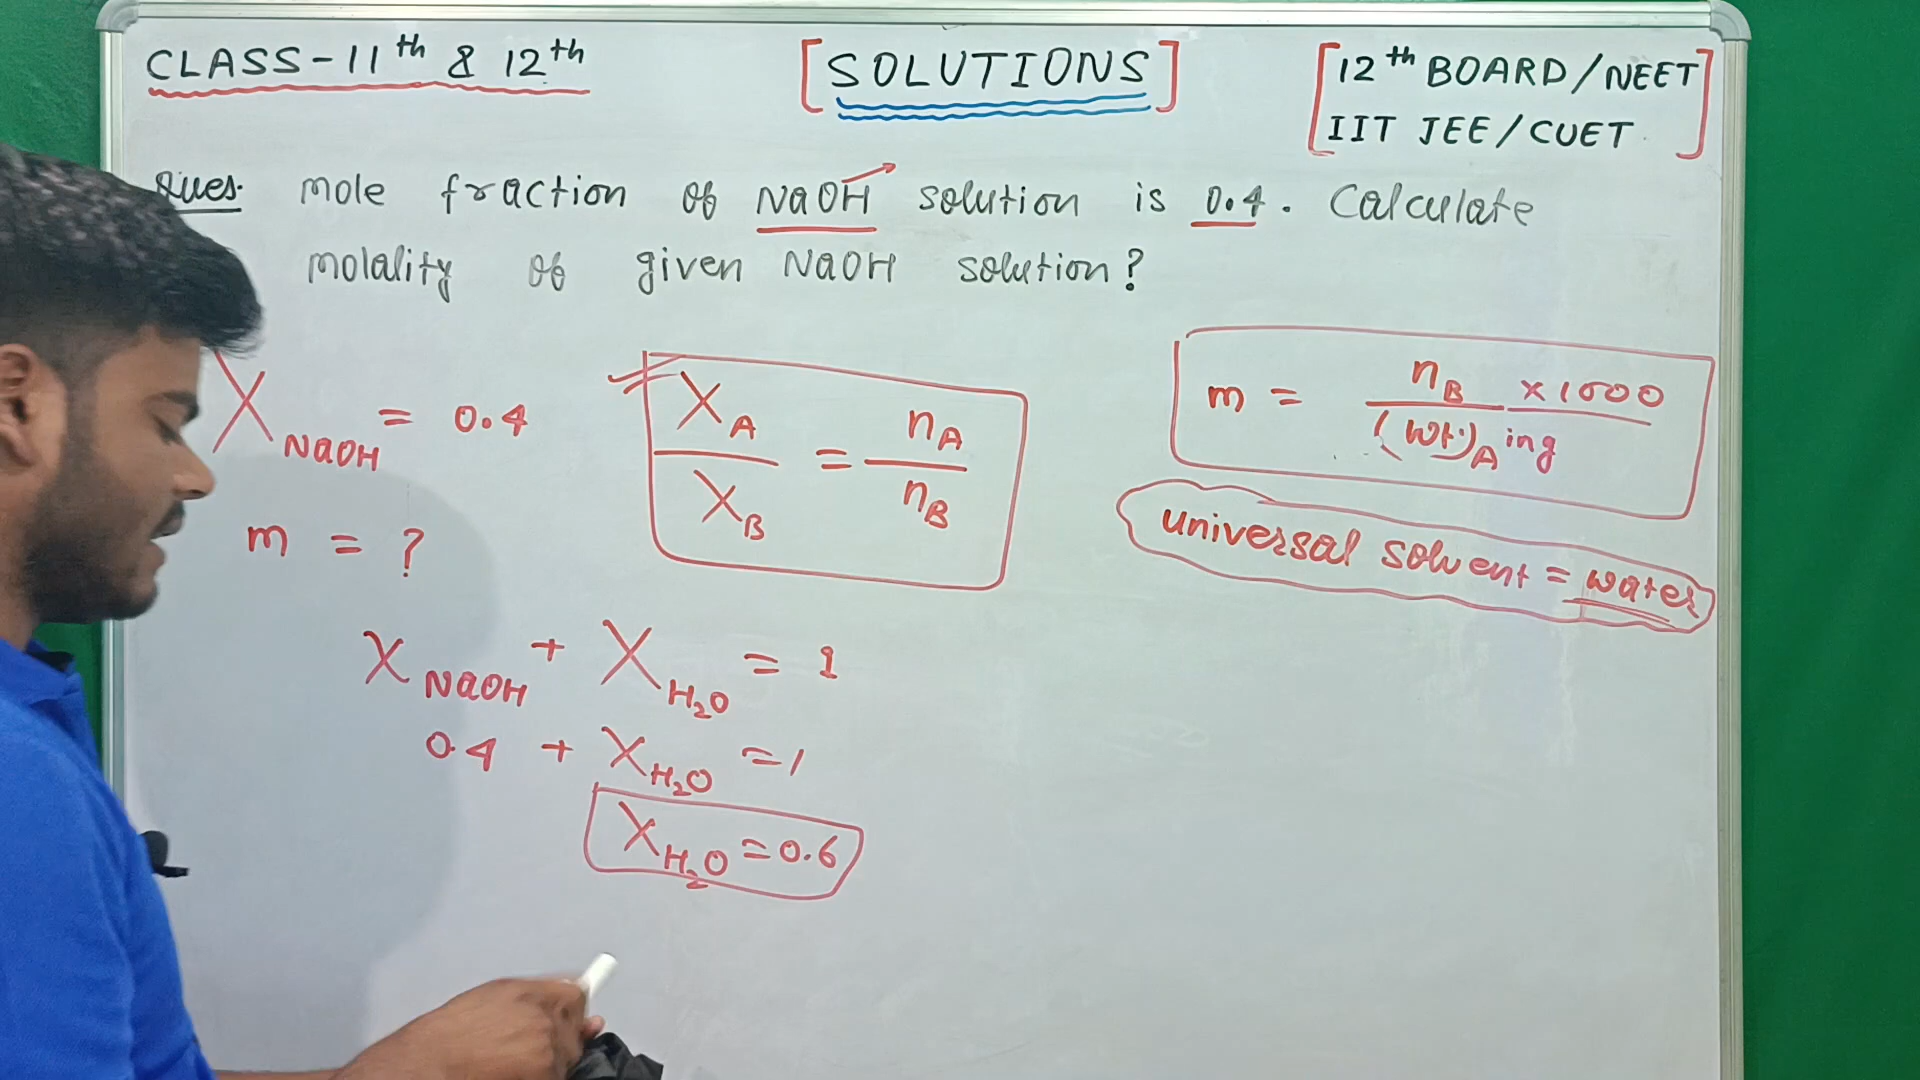 CLASS-11th & 12th
[SOLUTIONS]
[12th BOARD/NEET
IIT JEE/CUET]
Ques. mole fraction of NaOH solution is 0.4. Calculate
molality of given NaOH solution?
X NaOH = 0.4
m = ?
X_A / X_B = n_A / n_B
m = n_B × 1000 / (wt.)_A in g
universal solvent = water
X NaOH + X H₂O = 1
0.4 + X H₂O = 1
X H₂O = 0.6